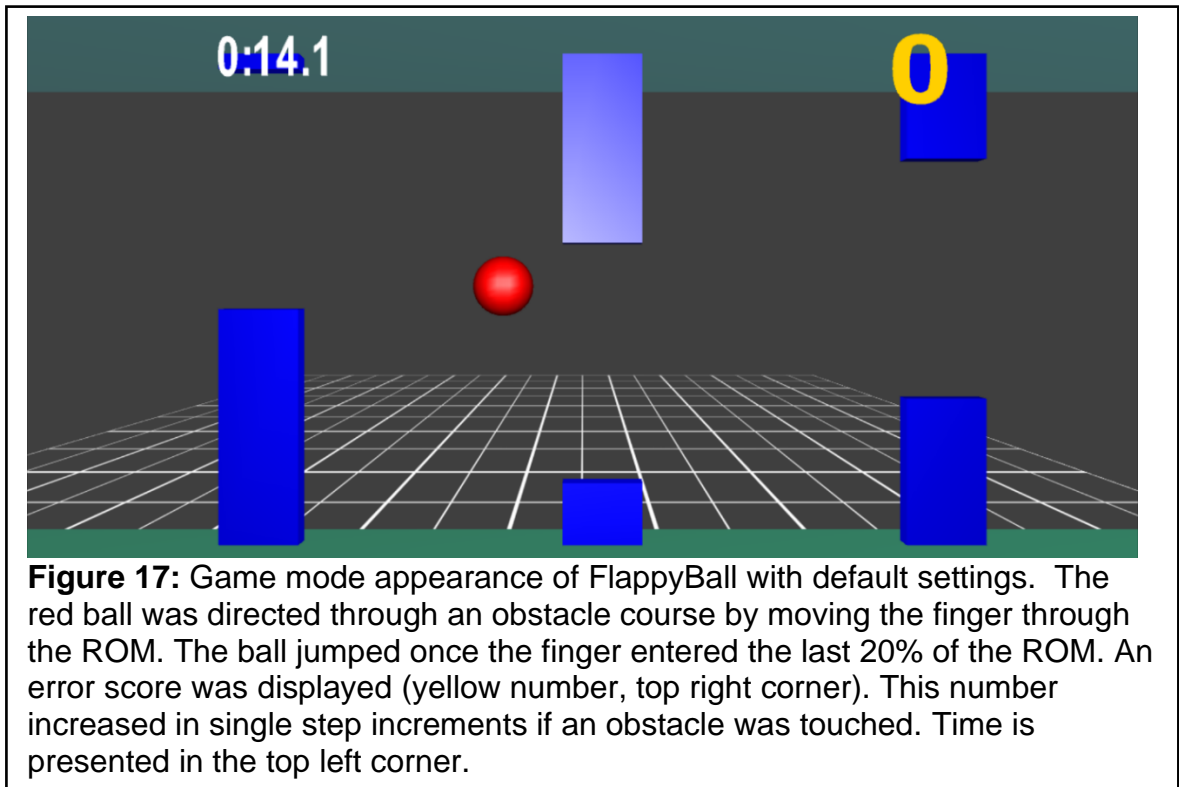 0:14.1
0
Figure 17: Game mode appearance of FlappyBall with default settings.  The
red ball was directed through an obstacle course by moving the finger through
the ROM. The ball jumped once the finger entered the last 20% of the ROM. An
error score was displayed (yellow number, top right corner). This number
increased in single step increments if an obstacle was touched. Time is
presented in the top left corner.